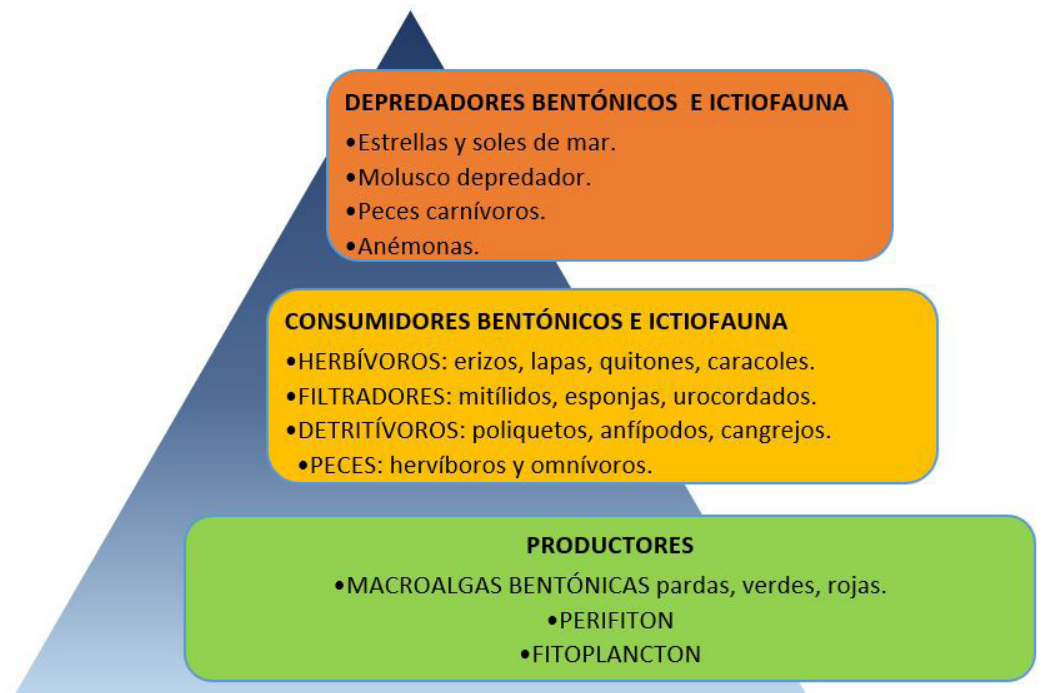 DEPREDADORES BENTÓNICOS E ICTIOFAUNA
•Estrellas y soles de mar.
•Molusco depredador.
•Peces carnívoros.
•Anémonas.
CONSUMIDORES BENTÓNICOS E ICTIOFAUNA
•HERBÍVOROS: erizos, lapas, quitones, caracoles.
•FILTRADORES: mitílidos, esponjas, urocordados.
•DETRITÍVOROS: poliquetos, anfípodos, cangrejos.
•PECES: hervíboros y omnívoros.
PRODUCTORES
•MACROALGAS BENTÓNICAS pardas, verdes, rojas.
•PERIFITON
•FITOPLANCTON